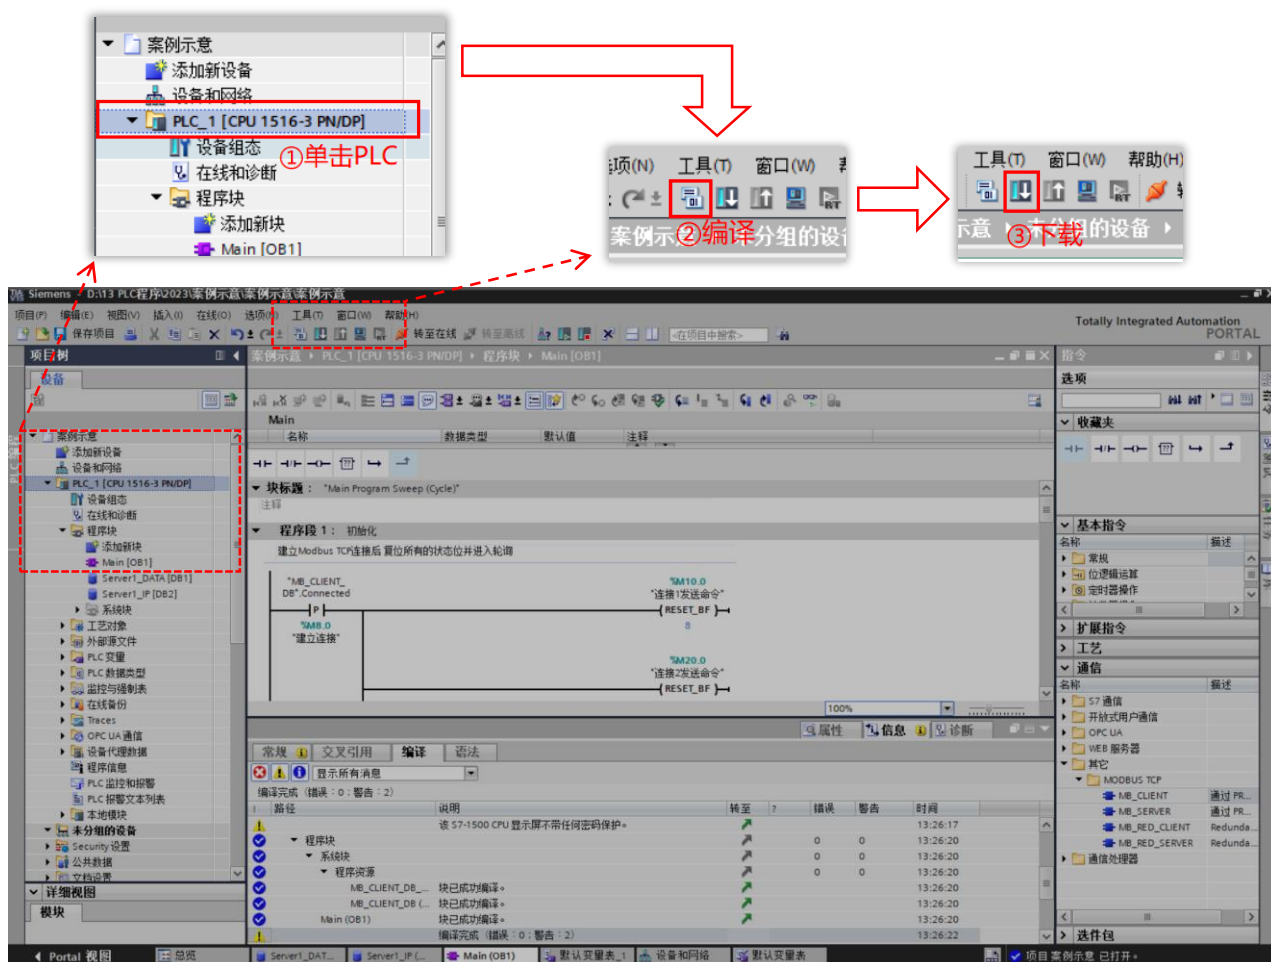 案例示意
添加新设备
设备和网络
PLC_1 [CPU 1516-3 PN/DP]
设备组态
①单击PLC
在线和诊断
程序块
添加新块
Main [OB1]
选项(N) 工具(T) 窗口(W)
②编译
案例示意 未分组的设
工具(T) 窗口(W) 帮助(H)
示意 未分组的设备
③下载
Siemens - D:\13 PLC程序\2023\案例示意\案例示意\案例示意
项目(P) 编辑(E) 视图(V) 插入(I) 在线(O) 选项(N) 工具(T) 窗口(W) 帮助(H)
保存项目 转至在线 转至离线 <在项目中搜索>
Totally Integrated Automation
PORTAL
项目树
案例示意 PLC_1 [CPU 1516-3 PN/DP] 程序块 Main [OB1]
指令
设备
选项
收藏夹
Main
名称 数据类型 默认值 注释
案例示意
添加新设备
设备和网络
PLC_1 [CPU 1516-3 PN/DP]
设备组态
在线和诊断
程序块
添加新块
Main [OB1]
Server1_DATA [DB1]
Server1_IP [DB2]
系统块
工艺对象
外部源文件
PLC 变量
PLC 数据类型
监控与强制表
在线备份
Traces
OPC UA 通信
设备代理数据
程序信息
PLC 监控和报警
PLC 报警文本列表
本地模块
未分组的设备
Security 设置
公共数据
文档设置
详细视图
模块
块标题： "Main Program Sweep (Cycle)"
注释
程序段 1： 初始化
建立Modbus TCP连接后 复位所有的状态位并进入轮询
"MB_CLIENT_
DB".Connected
P
%M8.0
"建立连接"
%M10.0
"连接1发送命令"
RESET_BF
8
%M20.0
"连接2发送命令"
RESET_BF
100%
属性 信息 诊断
常规 交叉引用 编译 语法
显示所有消息
编译完成（错误：0；警告：2）
! 路径 说明 转至 ? 错误 警告 时间
该 S7-1500 CPU 显示屏不带任何密码保护。 13:26:17
程序块 0 0 13:26:20
系统块 0 0 13:26:20
程序资源 0 0 13:26:20
MB_CLIENT_DB_... 块已成功编译。 13:26:20
MB_CLIENT_DB (... 块已成功编译。 13:26:20
Main (OB1) 块已成功编译。 13:26:20
编译完成（错误：0；警告：2） 13:26:22
基本指令
名称 描述
常规
位逻辑运算
定时器操作
扩展指令
工艺
通信
名称 描述
S7 通信
开放式用户通信
OPC UA
WEB 服务器
其它
MODBUS TCP
MB_CLIENT 通过 PR...
MB_SERVER 通过 PR...
MB_RED_CLIENT Redunda...
MB_RED_SERVER Redunda...
通信处理器
选件包
Portal 视图 总览 Server1_DAT... Server1_IP (... Main (OB1) 默认变量表_1 设备和网络 默认变量表 项目 案例示意 已打开。